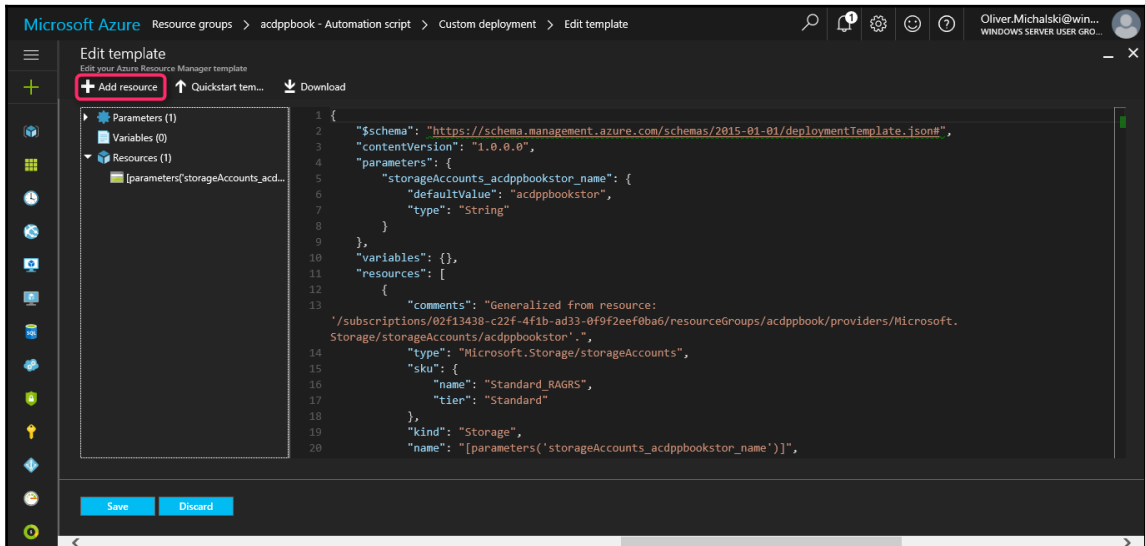 Microsoft Azure Resource groups > acdppbook - Automation script > Custom deployment > Edit template
1
Oliver.Michalski@win...
WINDOWS SERVER USER GRO...
Edit template
Edit your Azure Resource Manager template
Add resource Quickstart tem... Download
Parameters (1)
Variables (0)
Resources (1)
[parameters('storageAccounts_acd...
1 {
2 "$schema": "https://schema.management.azure.com/schemas/2015-01-01/deploymentTemplate.json#",
3 "contentVersion": "1.0.0.0",
4 "parameters": {
5 "storageAccounts_acdppbookstor_name": {
6 "defaultValue": "acdppbookstor",
7 "type": "String"
8 }
9 },
10 "variables": {},
11 "resources": [
12 {
13 "comments": "Generalized from resource:
'/subscriptions/02f13438-c22f-4f1b-ad33-0f9f2eef0ba6/resourceGroups/acdppbook/providers/Microsoft.
Storage/storageAccounts/acdppbookstor'.",
14 "type": "Microsoft.Storage/storageAccounts",
15 "sku": {
16 "name": "Standard_RAGRS",
17 "tier": "Standard"
18 },
19 "kind": "Storage",
20 "name": "[parameters('storageAccounts_acdppbookstor_name')]",
SQL
Save Discard